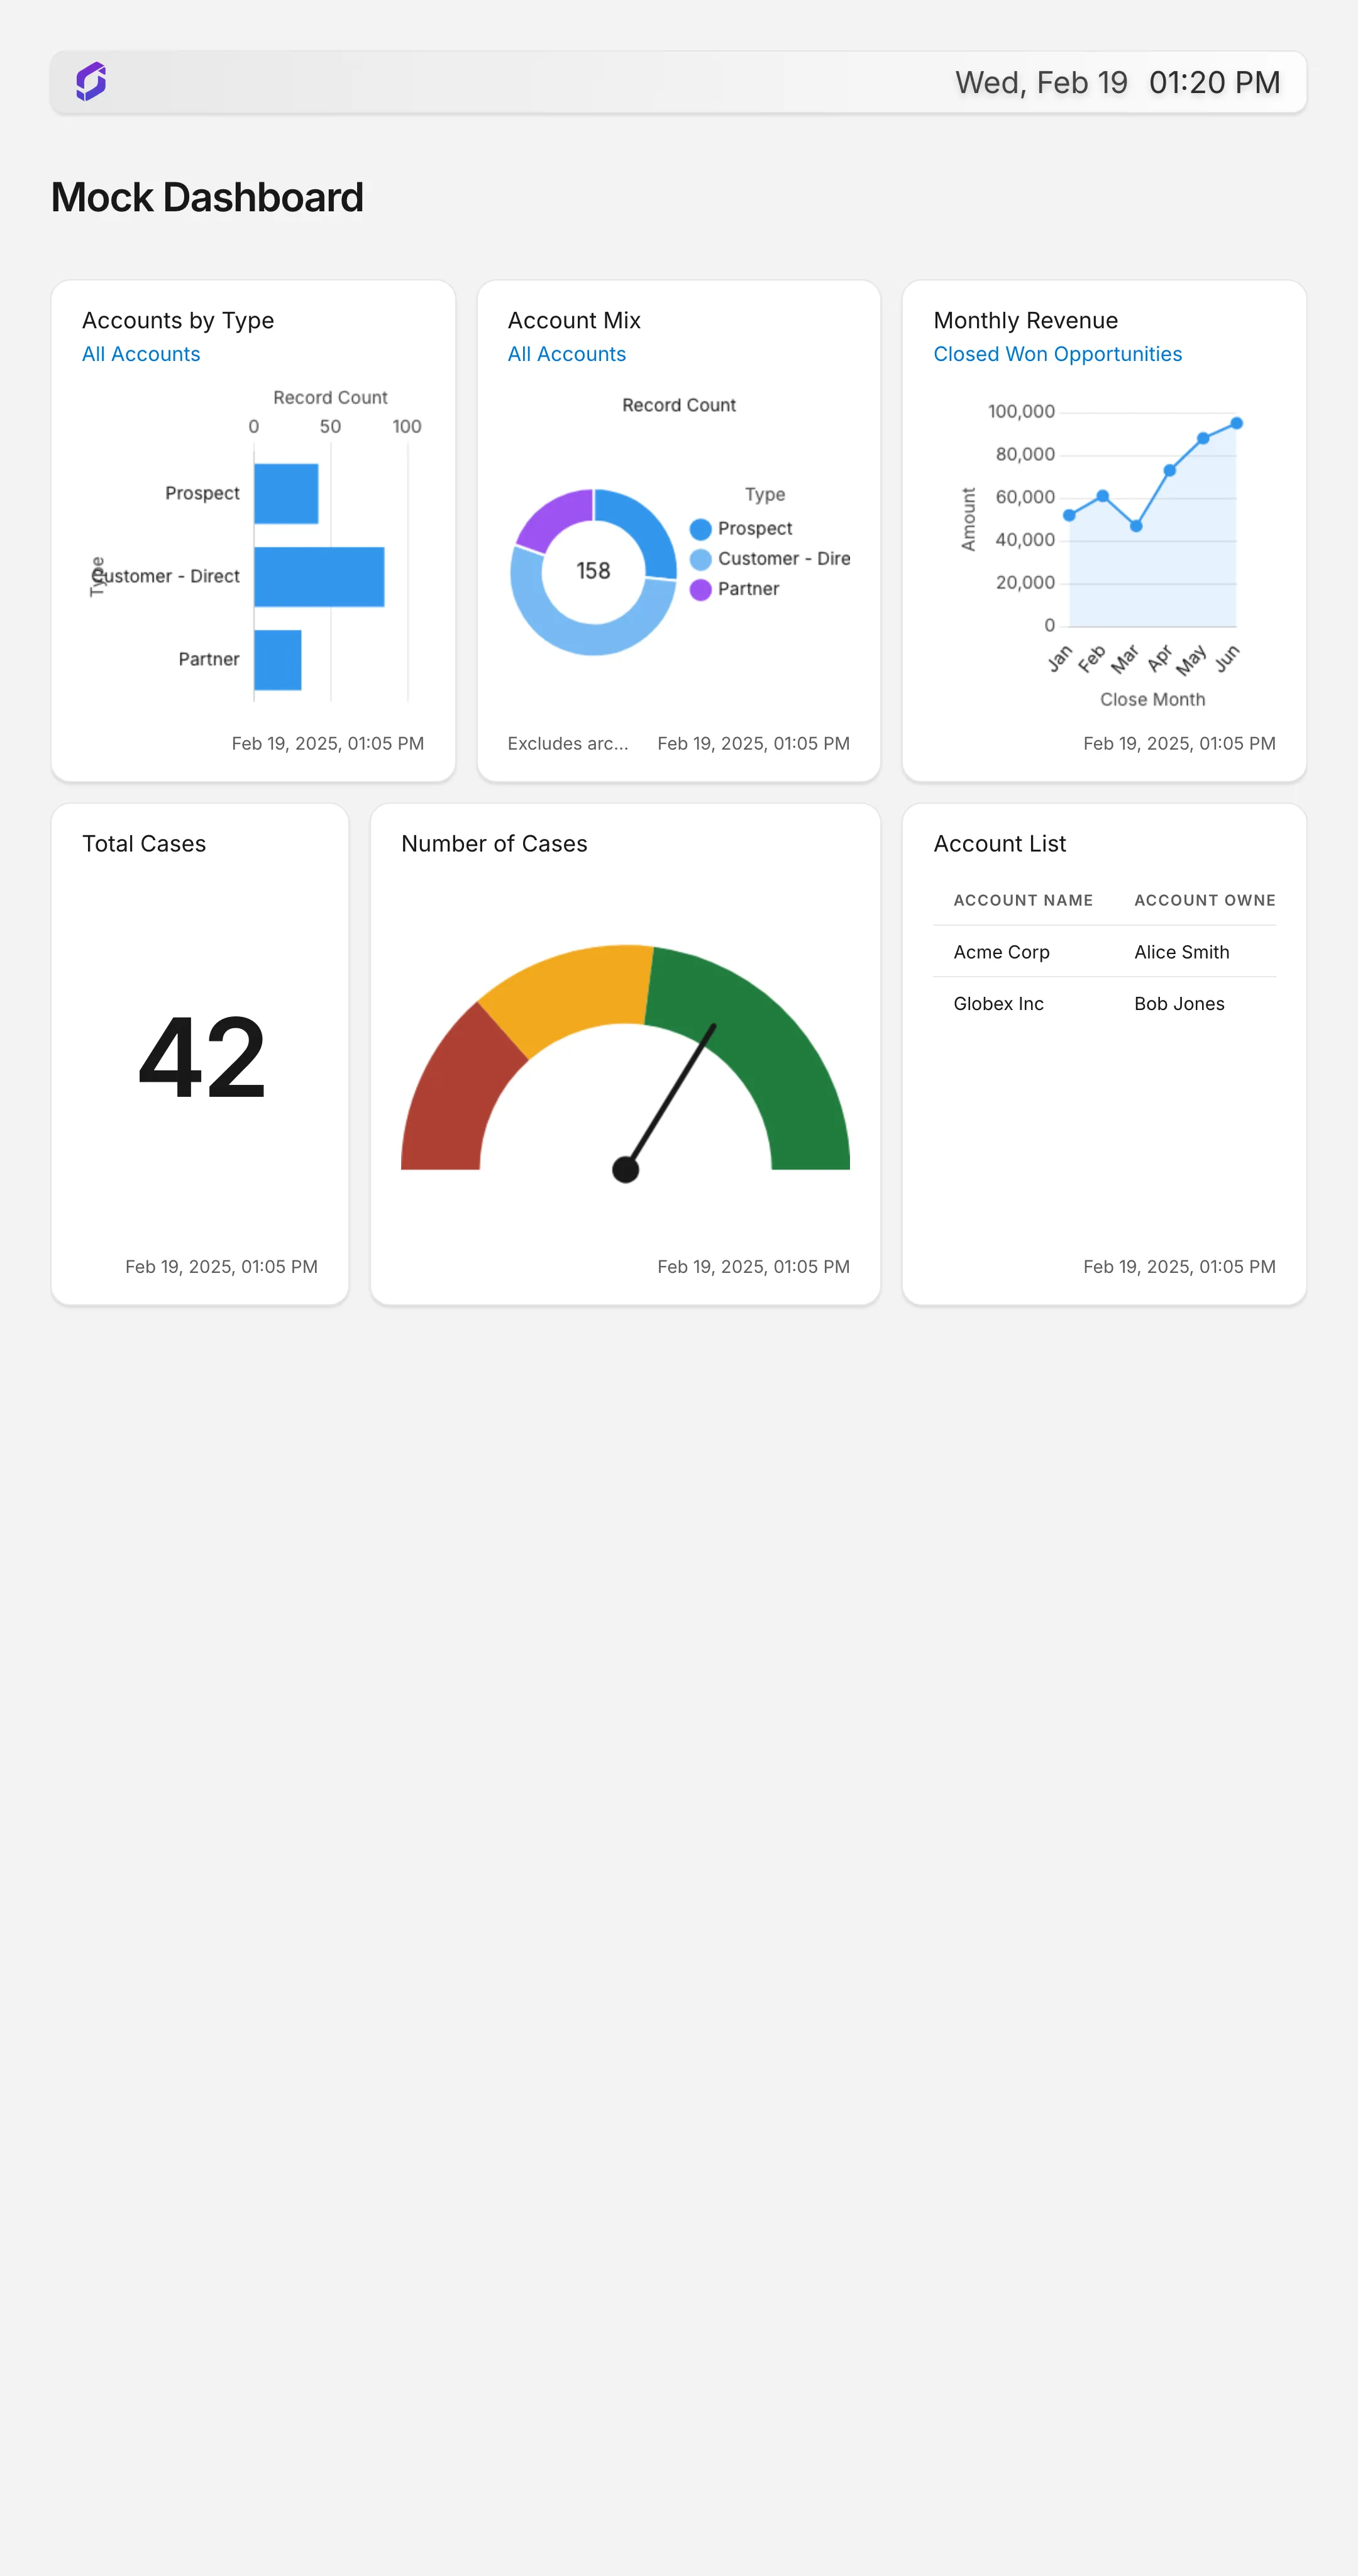 Wed, Feb 19 01:20 PM
Mock Dashboard
Accounts by Type
All Accounts
Record Count
0 50 100
Prospect
Customer - Direct
Partner
Type
Feb 19, 2025, 01:05 PM
Account Mix
All Accounts
Record Count
158
Type
Prospect
Customer - Dire
Partner
Excludes arc... Feb 19, 2025, 01:05 PM
Monthly Revenue
Closed Won Opportunities
Amount
100,000
80,000
60,000
40,000
20,000
0
Jan Feb Mar Apr May Jun
Close Month
Feb 19, 2025, 01:05 PM
Total Cases
42
Feb 19, 2025, 01:05 PM
Number of Cases
Feb 19, 2025, 01:05 PM
Account List
ACCOUNT NAME ACCOUNT OWNE
Acme Corp Alice Smith
Globex Inc Bob Jones
Feb 19, 2025, 01:05 PM